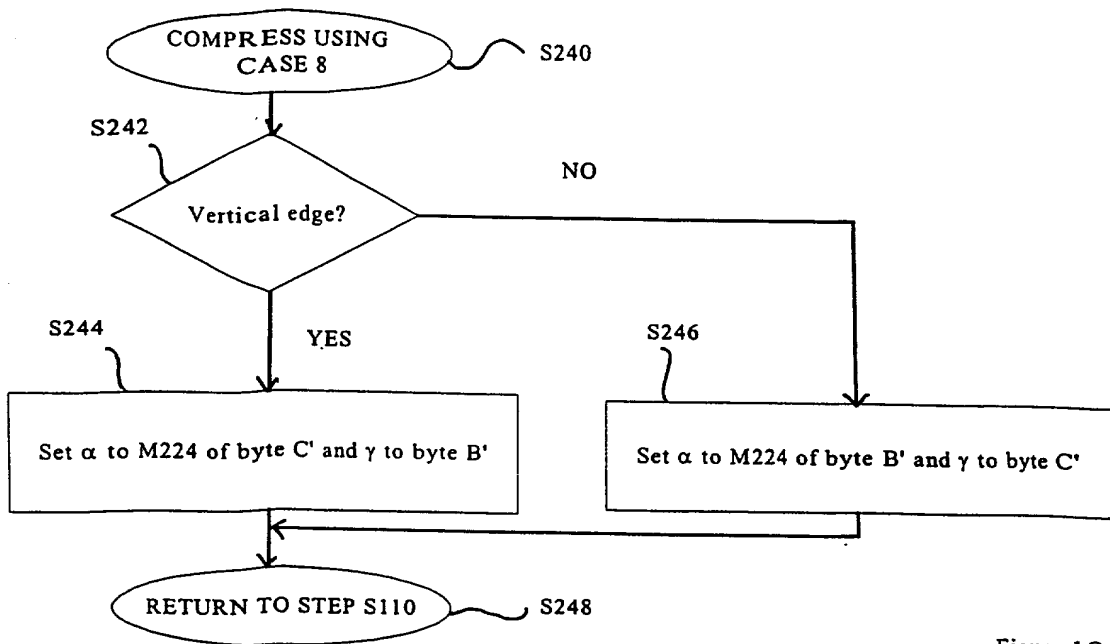 COMPRESS USING
CASE 8
S240
S242
NO
Vertical edge?
S244
YES
S246
Set α to M224 of byte C' and γ to byte B'
Set α to M224 of byte B' and γ to byte C'
RETURN TO STEP S110
S248